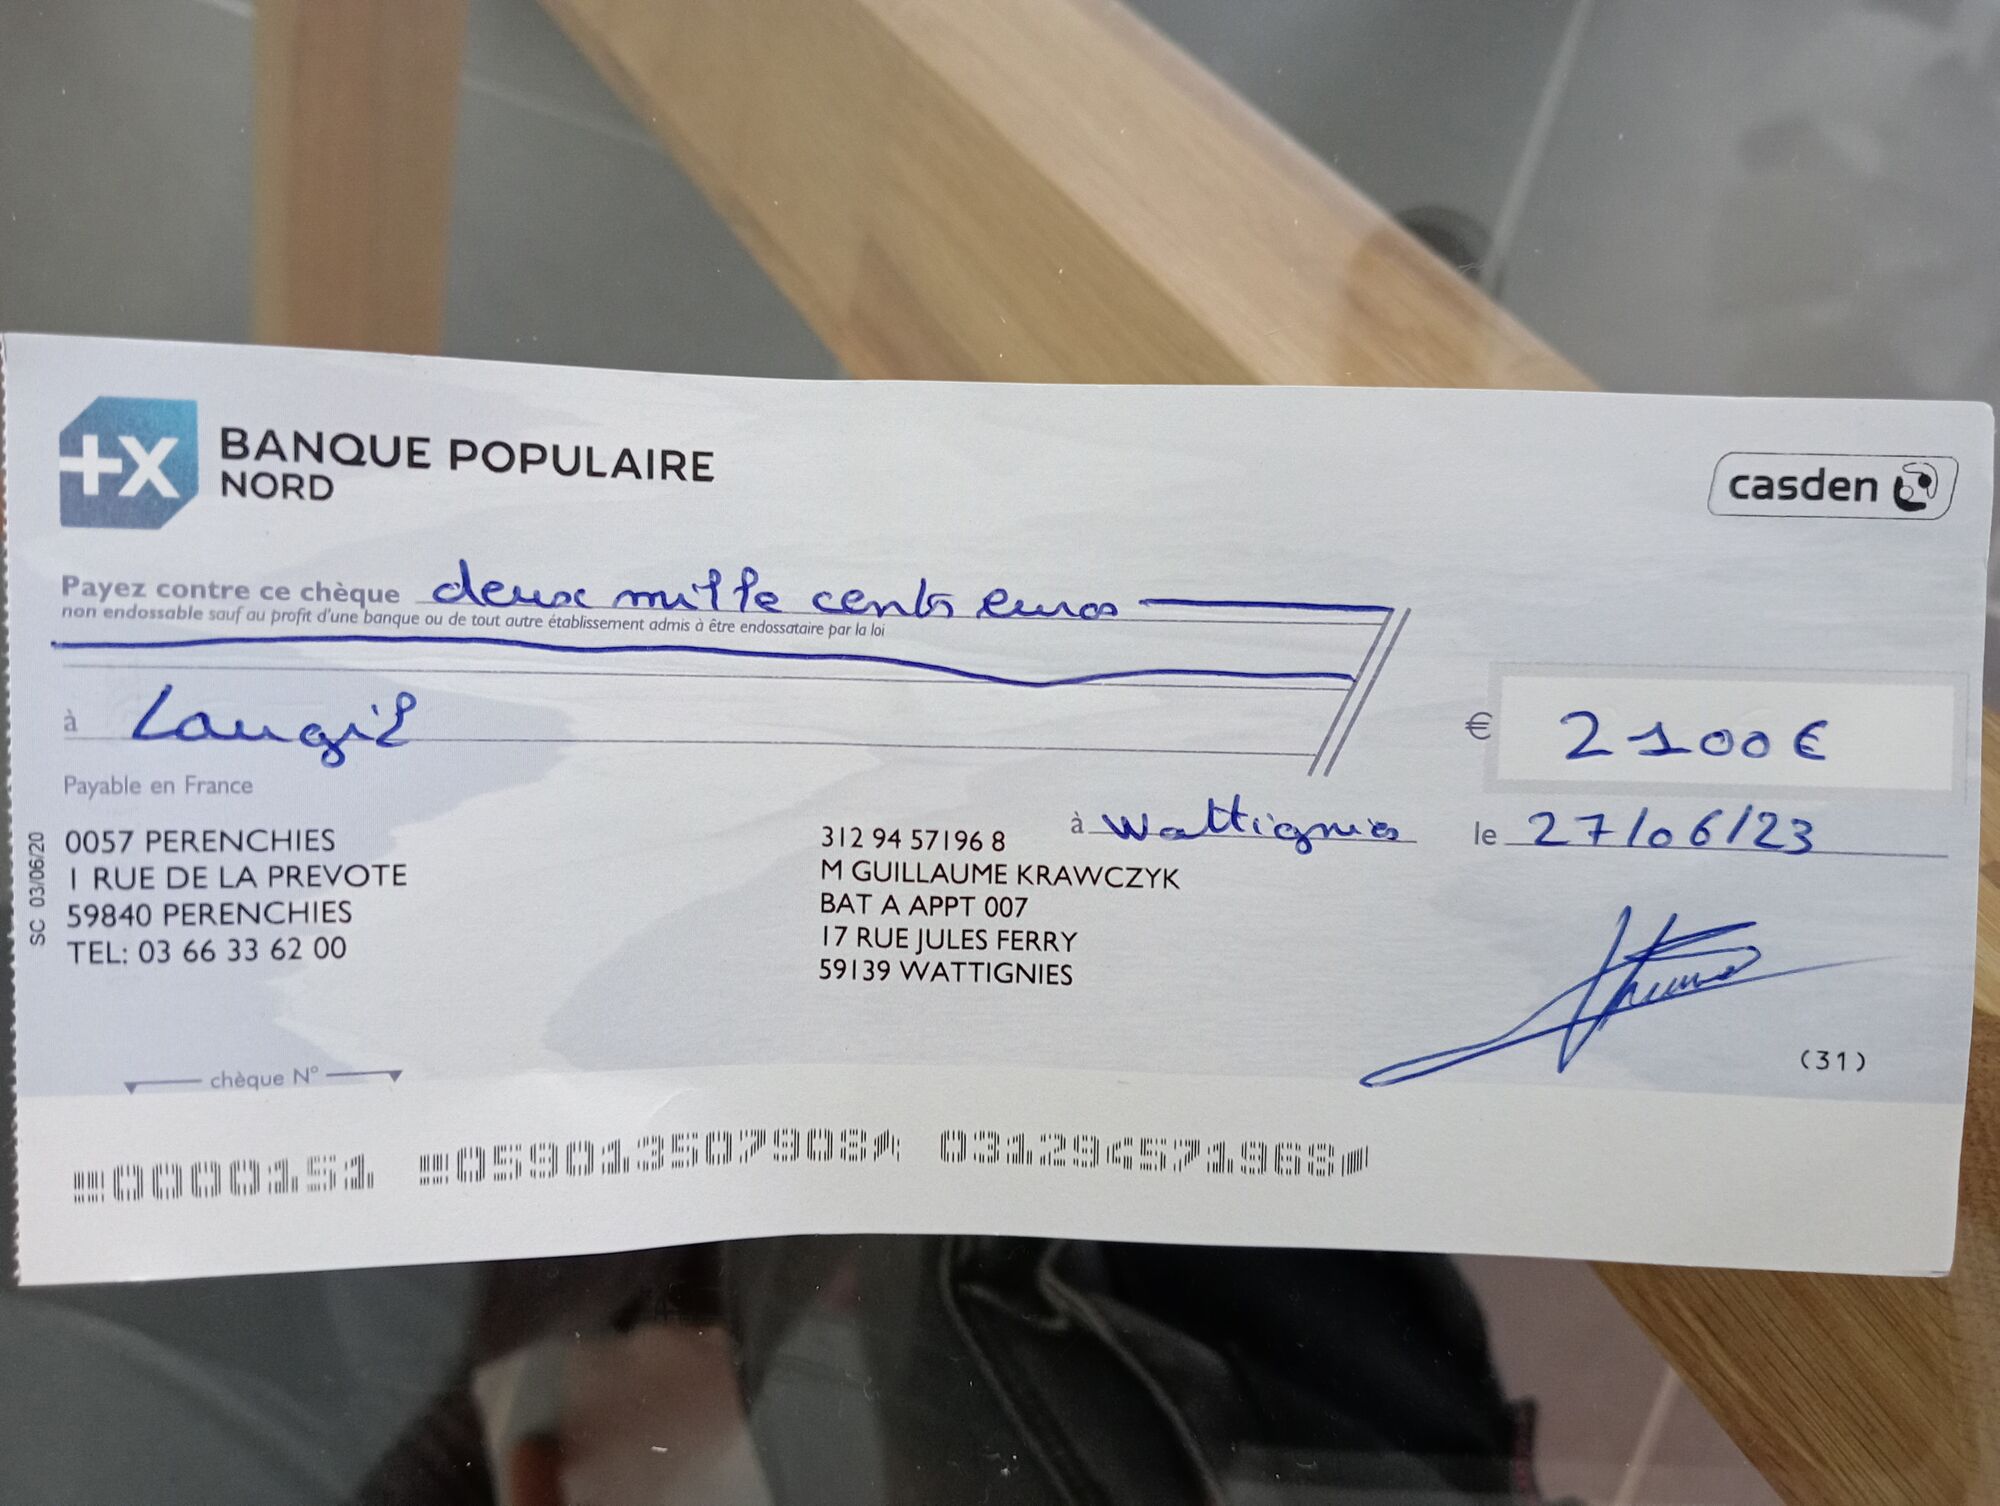 +X BANQUE POPULAIRE
NORD
casden
Payez contre ce chèque deux mille cents euros
non endossable sauf au profit d'une banque ou de tout autre établissement admis à être endossataire par la loi
à Laugil
€ 2100€
Payable en France
à Wattignies le 27/06/23
SC 03/06/20
0057 PERENCHIES
1 RUE DE LA PREVOTE
59840 PERENCHIES
TEL: 03 66 33 62 00
312 94 57196 8
M GUILLAUME KRAWCZYK
BAT A APPT 007
17 RUE JULES FERRY
59139 WATTIGNIES
(31)
chèque N°
0000151 059013507908 031294571968